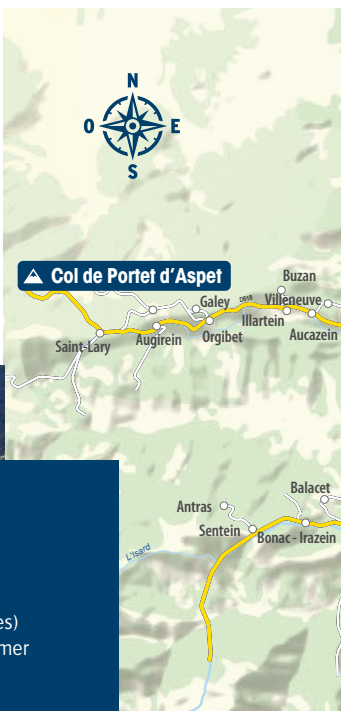 N
O
E
S
Col de Portet d'Aspet
Buzan
Galey
D618
Villeneuve
Illartein
Saint-Lary
Augirein
Orgibet
Aucazein
Balacet
Antras
Sentein
Bonac - Irazein
L'Isard
es)
mer